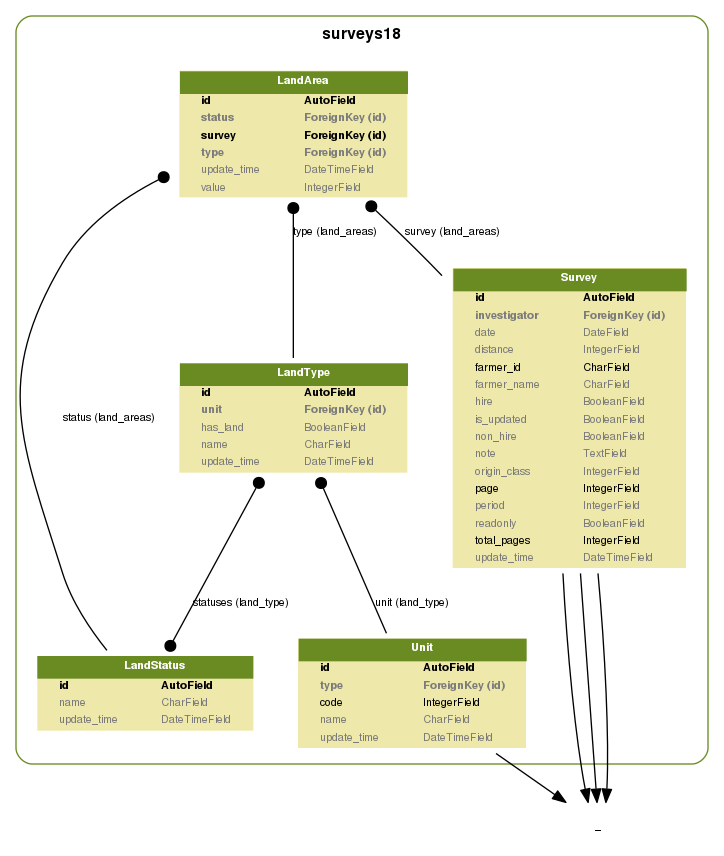 surveys18
LandArea
id AutoField
status ForeignKey (id)
survey ForeignKey (id)
type ForeignKey (id)
update_time DateTimeField
value IntegerField
type (land_areas)
survey (land_areas)
Survey
id AutoField
investigator ForeignKey (id)
date DateField
distance IntegerField
farmer_id CharField
farmer_name CharField
hire BooleanField
is_updated BooleanField
non_hire BooleanField
note TextField
origin_class IntegerField
page IntegerField
period IntegerField
readonly BooleanField
total_pages IntegerField
update_time DateTimeField
LandType
id AutoField
unit ForeignKey (id)
has_land BooleanField
name CharField
update_time DateTimeField
status (land_areas)
statuses (land_type)
unit (land_type)
LandStatus
id AutoField
name CharField
update_time DateTimeField
Unit
id AutoField
type ForeignKey (id)
code IntegerField
name CharField
update_time DateTimeField
_